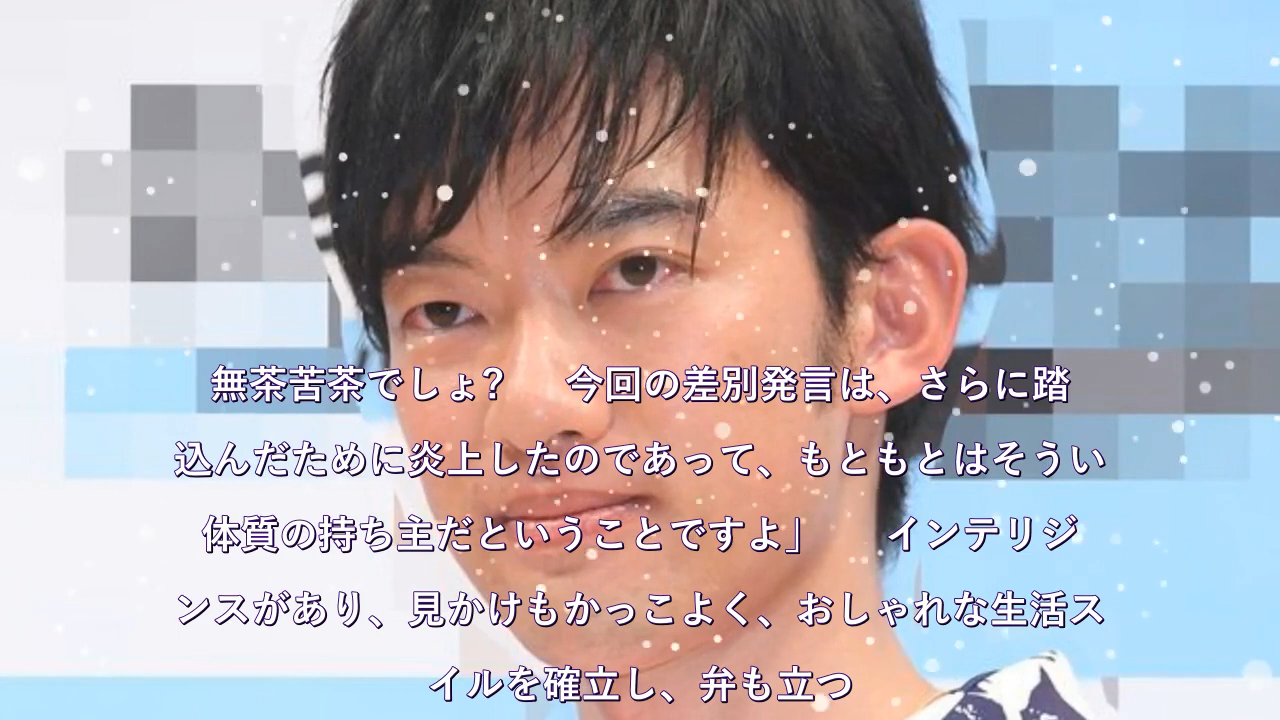 無茶苦茶でしょ?　今回の差別発言は、さらに踏
込んだために炎上したのであって、もともとはそうい
体質の持ち主だということですよ」　インテリジ
ンスがあり、見かけもかっこよく、おしゃれな生活ス
イルを確立し、弁も立つ